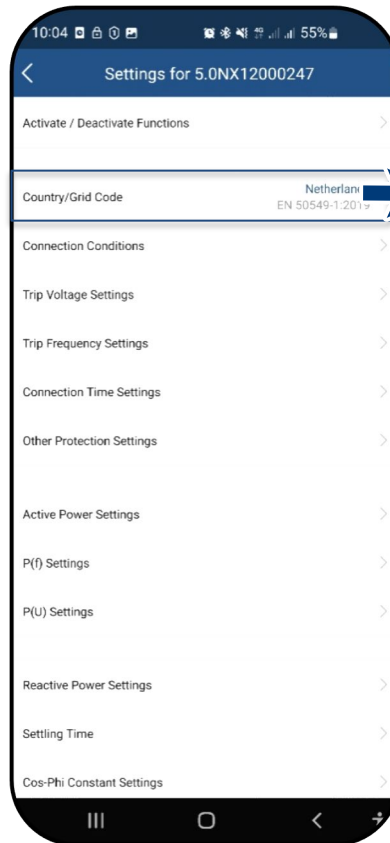 10:04 55%
Settings for 5.0NX12000247
Activate / Deactivate Functions
Country/Grid Code
Netherlan
EN 50549-1:2019
Connection Conditions
Trip Voltage Settings
Trip Frequency Settings
Connection Time Settings
Other Protection Settings
Active Power Settings
P(f) Settings
P(U) Settings
Reactive Power Settings
Settling Time
Cos-Phi Constant Settings